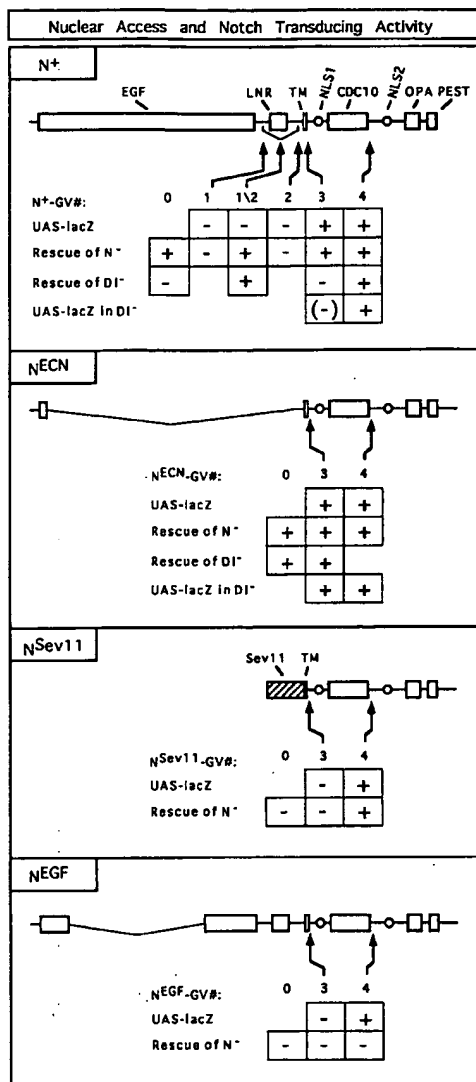 Nuclear Access and Notch Transducing Activity
N+
EGF LNR TM NLS1 CDC10 NLS2 OPA PEST
N+-GV#: 0 1 1\2 2 3 4
UAS-lacZ - - - + +
Rescue of N- + - + - + +
Rescue of Dl- - + - +
UAS-lacZ in Dl- (-) +
NECN
NECN-GV#: 0 3 4
UAS-lacZ + +
Rescue of N- + + +
Rescue of Dl- + +
UAS-lacZ in Dl- + +
NSev11
Sev11 TM
NSev11-GV#: 0 3 4
UAS-lacZ - +
Rescue of N- - - +
NEGF
NEGF-GV#: 0 3 4
UAS-lacZ - +
Rescue of N- - - -